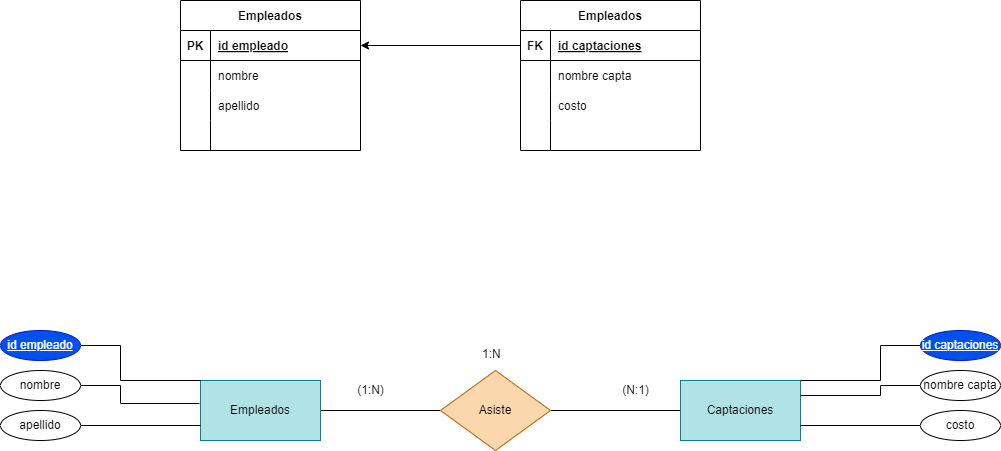 Empleados
PK id empleado
nombre
apellido
Empleados
FK id captaciones
nombre capta
costo
id empleado
nombre
apellido
Empleados
(1:N)
1:N
Asiste
(N:1)
Captaciones
id captaciones
nombre capta
costo